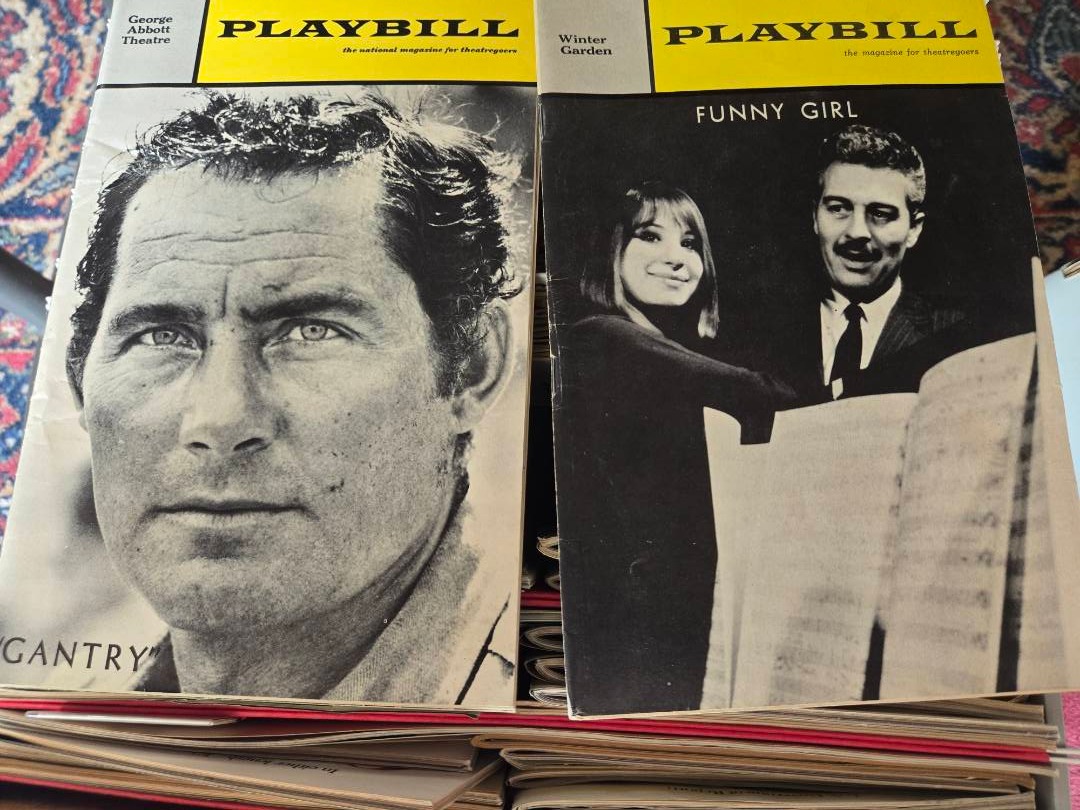 George
Abbott
Theatre
PLAYBILL
the national magazine for theatregoers
"GANTRY"
Winter
Garden
PLAYBILL
the magazine for theatregoers
FUNNY GIRL